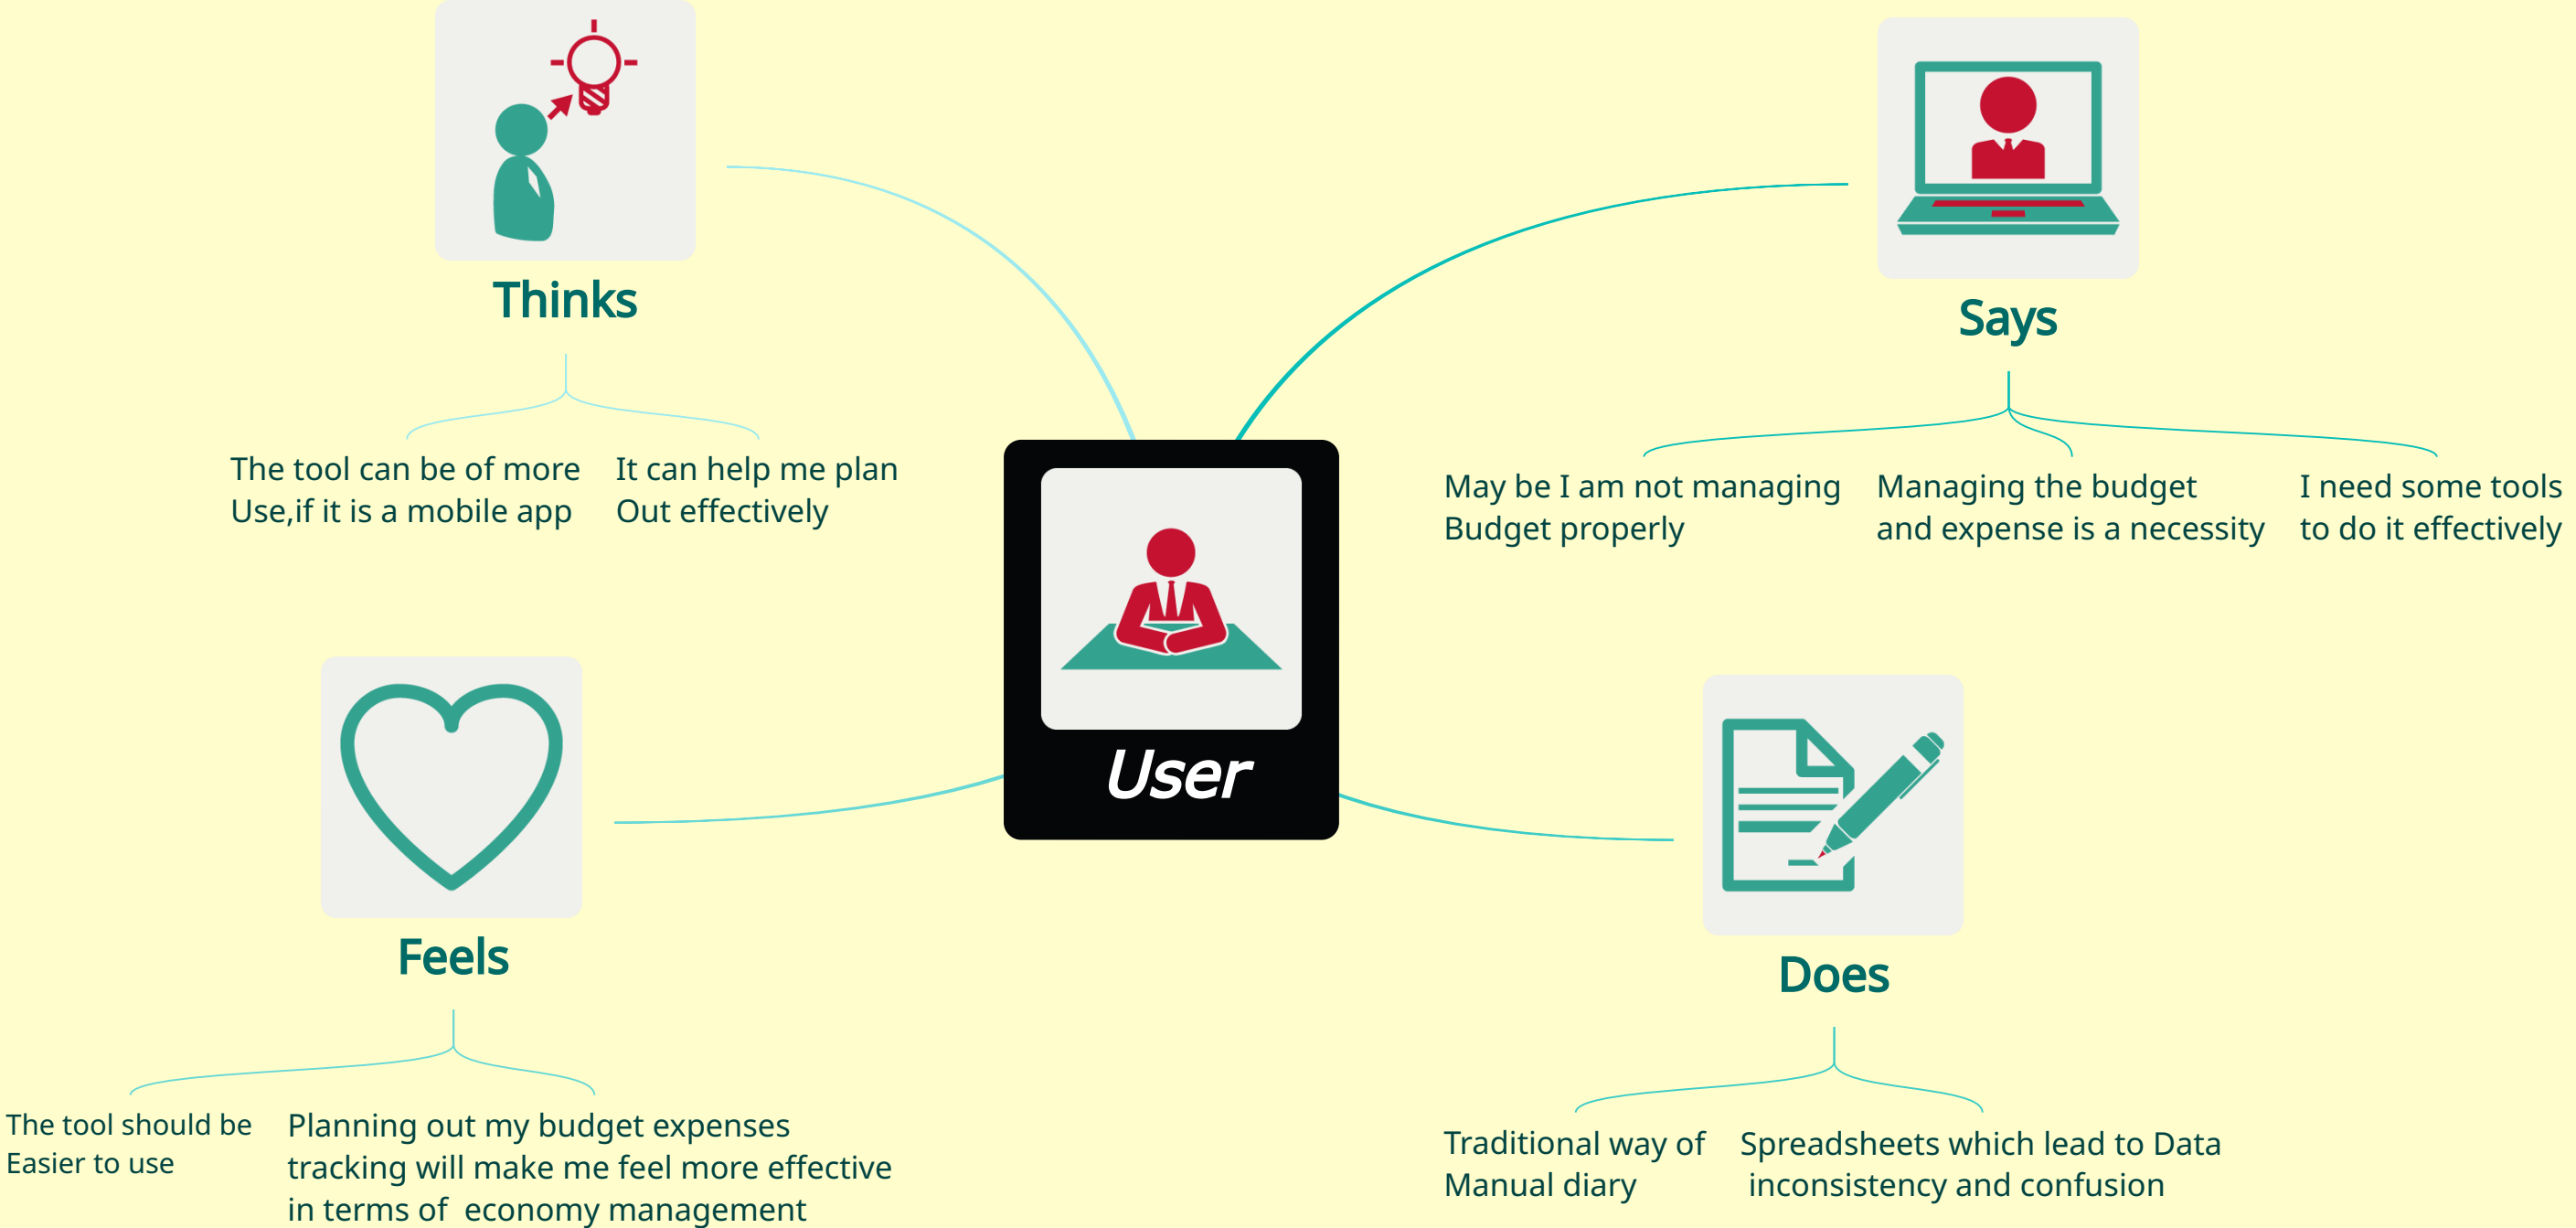 Thinks
The tool can be of more
Use,if it is a mobile app
It can help me plan
Out effectively
Says
May be I am not managing
Budget properly
Managing the budget
and expense is a necessity
I need some tools
to do it effectively
User
Feels
The tool should be
Easier to use
Planning out my budget expenses
tracking will make me feel more effective
in terms of  economy management
Does
Traditional way of
Manual diary
Spreadsheets which lead to Data
inconsistency and confusion